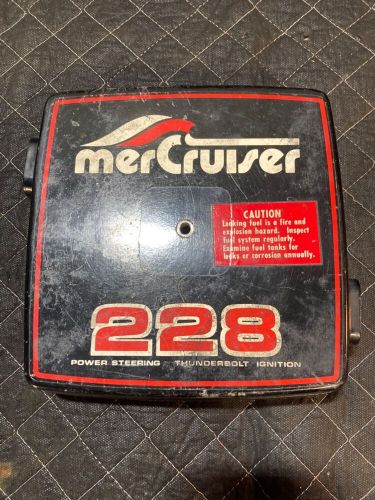 merCruiser
CAUTION
Leaking fuel is a fire and
explosion hazard. Inspect
fuel system regularly.
Examine fuel tanks for
leaks or corrosion annually.
228
POWER STEERING THUNDERBOLT IGNITION